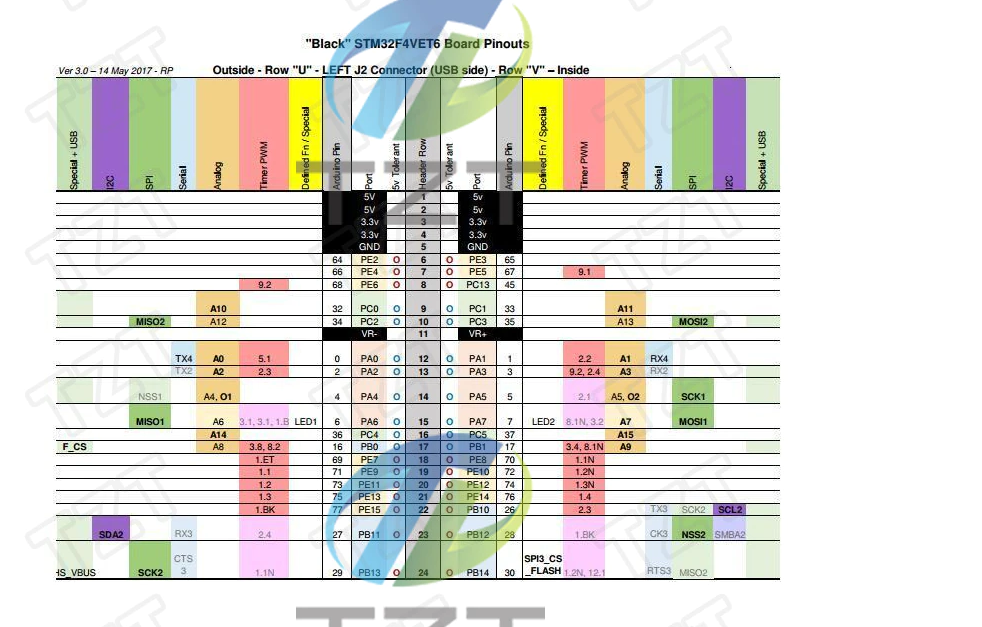 "Black" STM32F4VET6 Board Pinouts
Ver 3.0 – 14 May 2017 - RP Outside - Row "U" - LEFT J2 Connector (USB side) - Row "V" – Inside
Special + USB I2C SPI Serial Analog Timer PWM Defined Fn / Special Arduino Pin Port 5v Tolerant Header Row 5v Tolerant Port Arduino Pin Defined Fn / Special Timer PWM Analog Serial SPI I2C Special + USB
5V 1 5v
5V 2 5v
3.3v 3 3.3v
3.3v 4 3.3v
GND 5 GND
64 PE2 O 6 O PE3 65
66 PE4 O 7 O PE5 67 9.1
9.2 68 PE6 O 8 O PC13 45
A10 32 PC0 O 9 O PC1 33 A11
MISO2 A12 34 PC2 O 10 O PC3 35 A13 MOSI2
VR- 11 VR+
TX4 A0 5.1 0 PA0 O 12 O PA1 1 2.2 A1 RX4
TX2 A2 2.3 2 PA2 O 13 O PA3 3 9.2, 2.4 A3 RX2
NSS1 A4, O1 4 PA4 O 14 O PA5 5 2.1 A5, O2 SCK1
MISO1 A6 3.1, 3.1, 1.B LED1 6 PA6 O 15 O PA7 7 LED2 8.1N, 3.2 A7 MOSI1
A14 36 PC4 O 16 O PC5 37 A15
F_CS A8 3.8, 8.2 16 PB0 O 17 O PB1 17 3.4, 8.1N A9
1.ET 69 PE7 O 18 O PE8 70 1.1N
1.1 71 PE9 O 19 O PE10 72 1.2N
1.2 73 PE11 O 20 O PE12 74 1.3N
1.3 75 PE13 O 21 O PE14 76 1.4
1.BK 77 PE15 O 22 O PB10 26 2.3 TX3 SCK2 SCL2
SDA2 RX3 2.4 27 PB11 O 23 O PB12 28 1.BK CK3 NSS2 SMBA2
HS_VBUS SCK2 CTS 3 1.1N 29 PB13 O 24 O PB14 30 SPI3_CS _FLASH 1.2N, 12.1 RTS3 MISO2
TZT